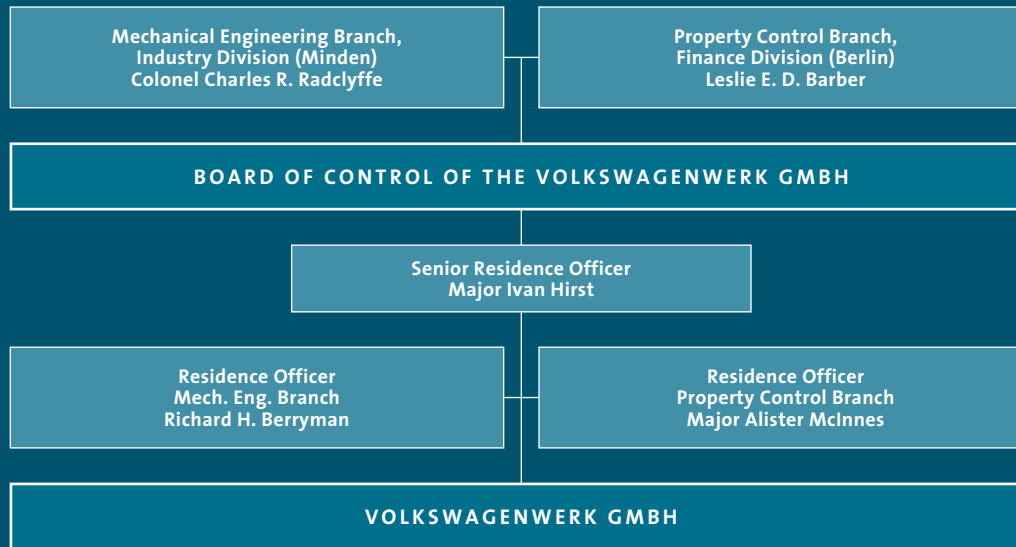 Mechanical Engineering Branch,
Industry Division (Minden)
Colonel Charles R. Radclyffe
Property Control Branch,
Finance Division (Berlin)
Leslie E. D. Barber
BOARD OF CONTROL OF THE VOLKSWAGENWERK GMBH
Senior Residence Officer
Major Ivan Hirst
Residence Officer
Mech. Eng. Branch
Richard H. Berryman
Residence Officer
Property Control Branch
Major Alister McInnes
VOLKSWAGENWERK GMBH